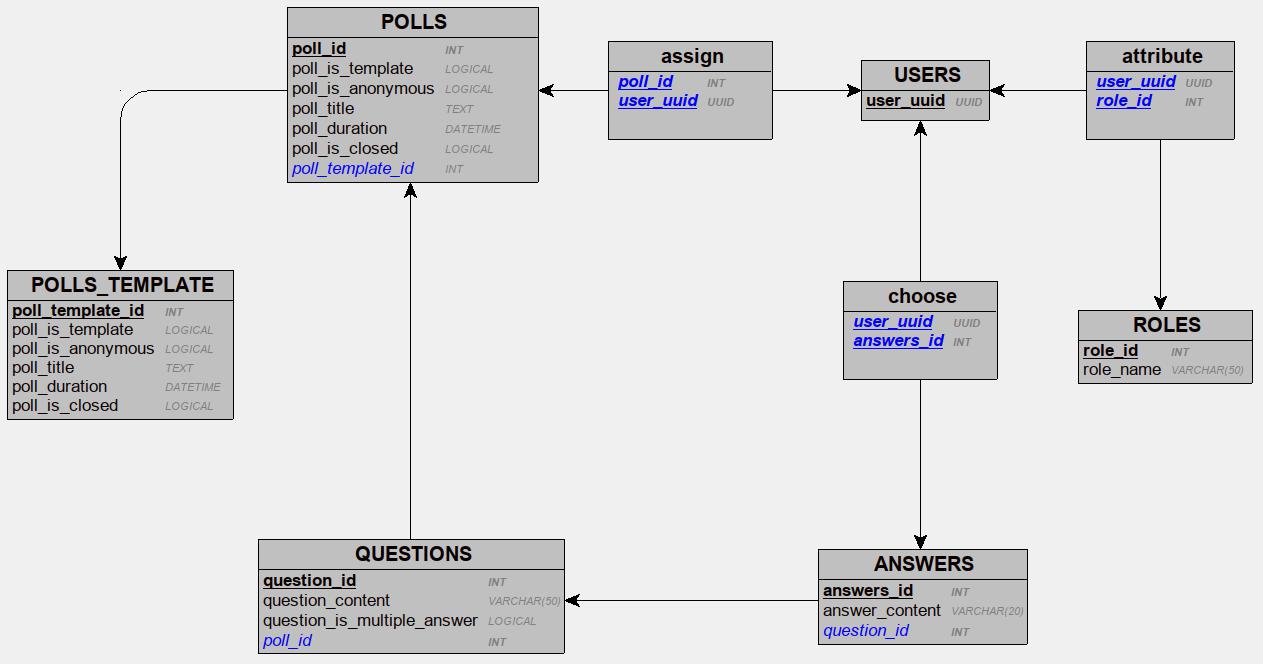 POLLS
poll_id INT
poll_is_template LOGICAL
poll_is_anonymous LOGICAL
poll_title TEXT
poll_duration DATETIME
poll_is_closed LOGICAL
poll_template_id INT
assign
poll_id INT
user_uuid UUID
USERS
user_uuid UUID
attribute
user_uuid UUID
role_id INT
POLLS_TEMPLATE
poll_template_id INT
poll_is_template LOGICAL
poll_is_anonymous LOGICAL
poll_title TEXT
poll_duration DATETIME
poll_is_closed LOGICAL
choose
user_uuid UUID
answers_id INT
ROLES
role_id INT
role_name VARCHAR(50)
QUESTIONS
question_id INT
question_content VARCHAR(50)
question_is_multiple_answer LOGICAL
poll_id INT
ANSWERS
answers_id INT
answer_content VARCHAR(20)
question_id INT